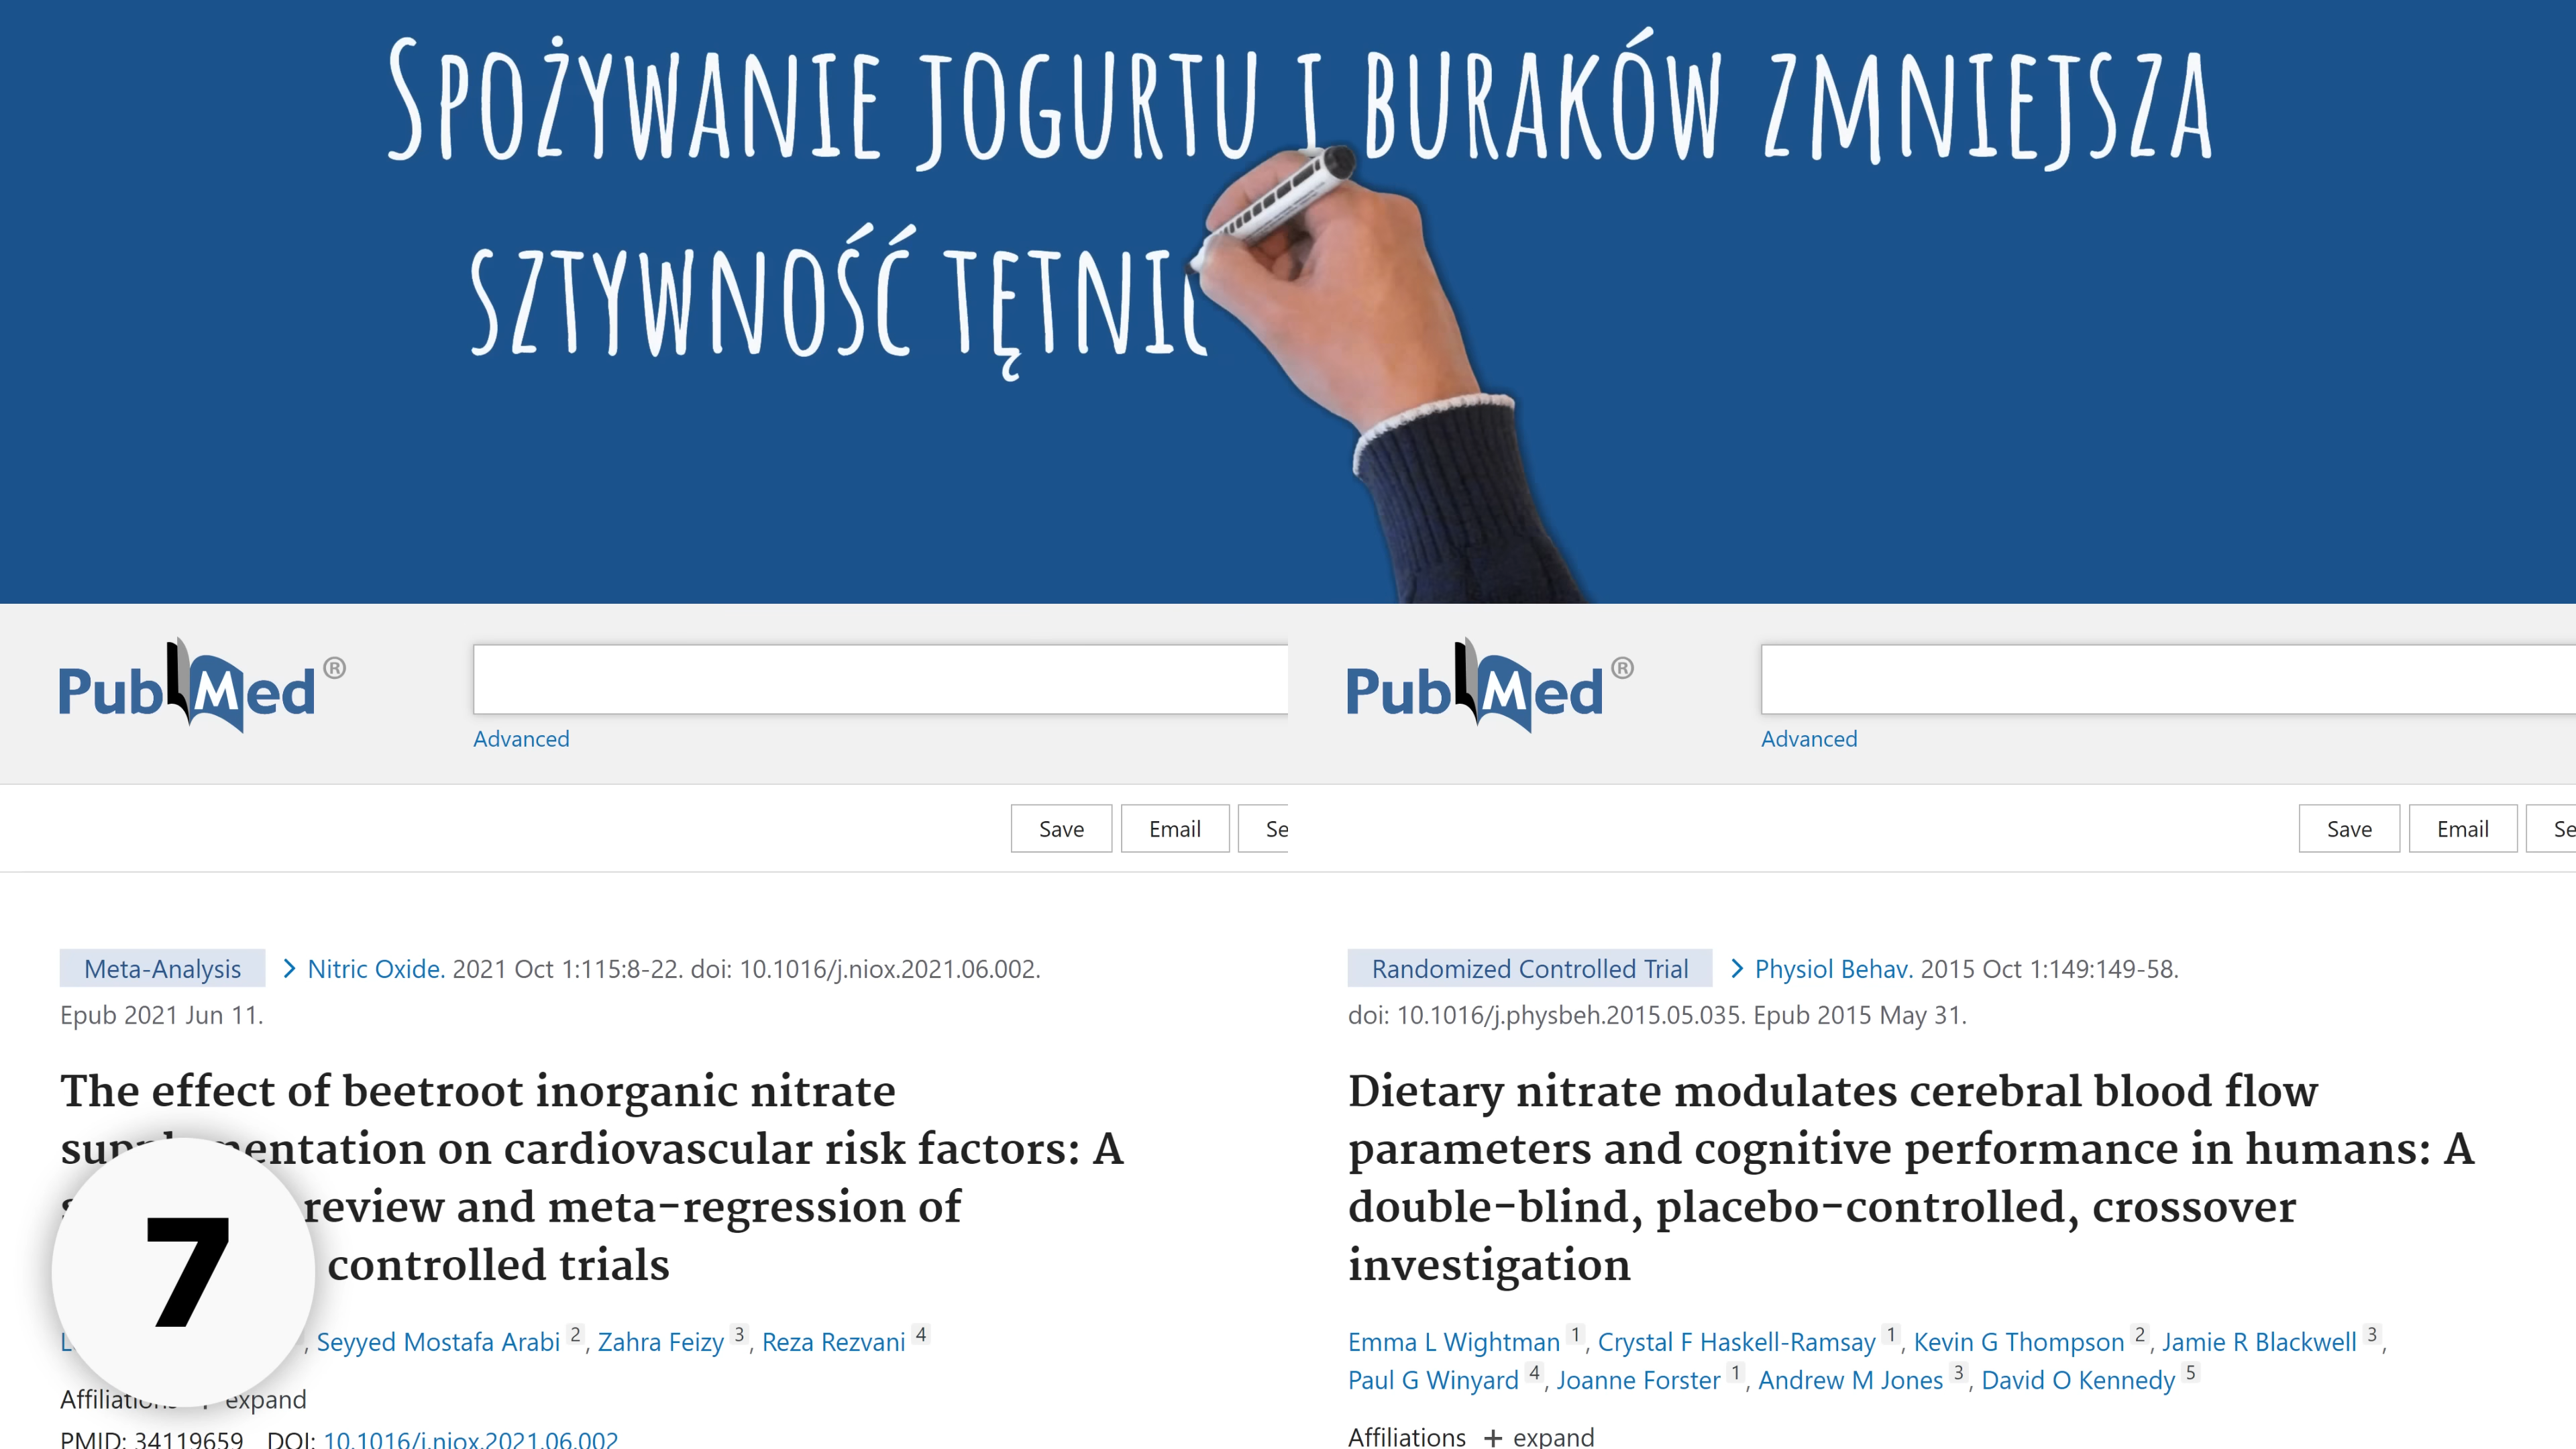 Spożywanie jogurtu i buraków zmniejsza
sztywność tętnic
PubMed®
Advanced
Save Email Se
Meta-Analysis > Nitric Oxide. 2021 Oct 1:115:8-22. doi: 10.1016/j.niox.2021.06.002.
Epub 2021 Jun 11.
The effect of beetroot inorganic nitrate
supplementation on cardiovascular risk factors: A
review and meta-regression of
controlled trials
7
, Seyyed Mostafa Arabi 2, Zahra Feizy 3, Reza Rezvani 4
Affiliations expand
PMID: 34119659 DOI: 10.1016/j.niox.2021.06.002
PubMed®
Advanced
Save Email Se
Randomized Controlled Trial > Physiol Behav. 2015 Oct 1:149:149-58.
doi: 10.1016/j.physbeh.2015.05.035. Epub 2015 May 31.
Dietary nitrate modulates cerebral blood flow
parameters and cognitive performance in humans: A
double-blind, placebo-controlled, crossover
investigation
Emma L Wightman 1, Crystal F Haskell-Ramsay 1, Kevin G Thompson 2, Jamie R Blackwell 3,
Paul G Winyard 4, Joanne Forster 1, Andrew M Jones 3, David O Kennedy 5
Affiliations + expand